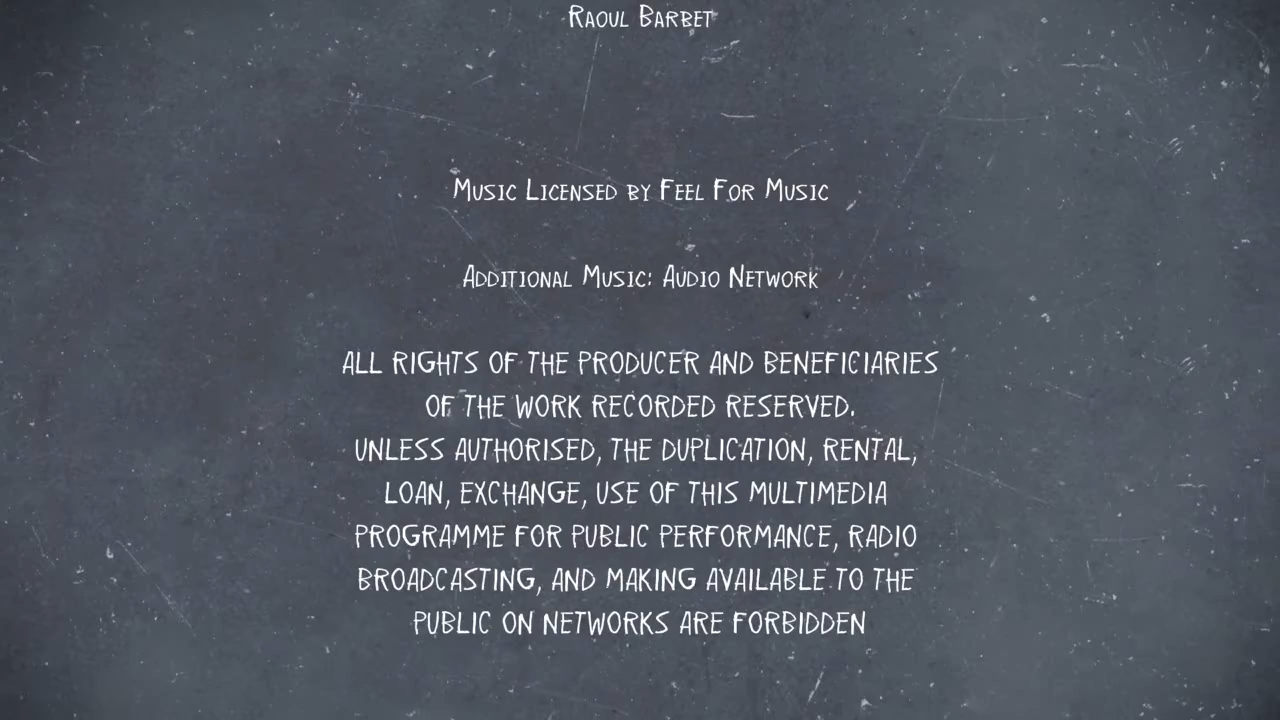 Raoul Barbet
Music Licensed by Feel For Music
Additional Music: Audio Network
ALL RIGHTS OF THE PRODUCER AND BENEFICIARIES
OF THE WORK RECORDED RESERVED.
UNLESS AUTHORISED, THE DUPLICATION, RENTAL,
LOAN, EXCHANGE, USE OF THIS MULTIMEDIA
PROGRAMME FOR PUBLIC PERFORMANCE, RADIO
BROADCASTING, AND MAKING AVAILABLE TO THE
PUBLIC ON NETWORKS ARE FORBIDDEN